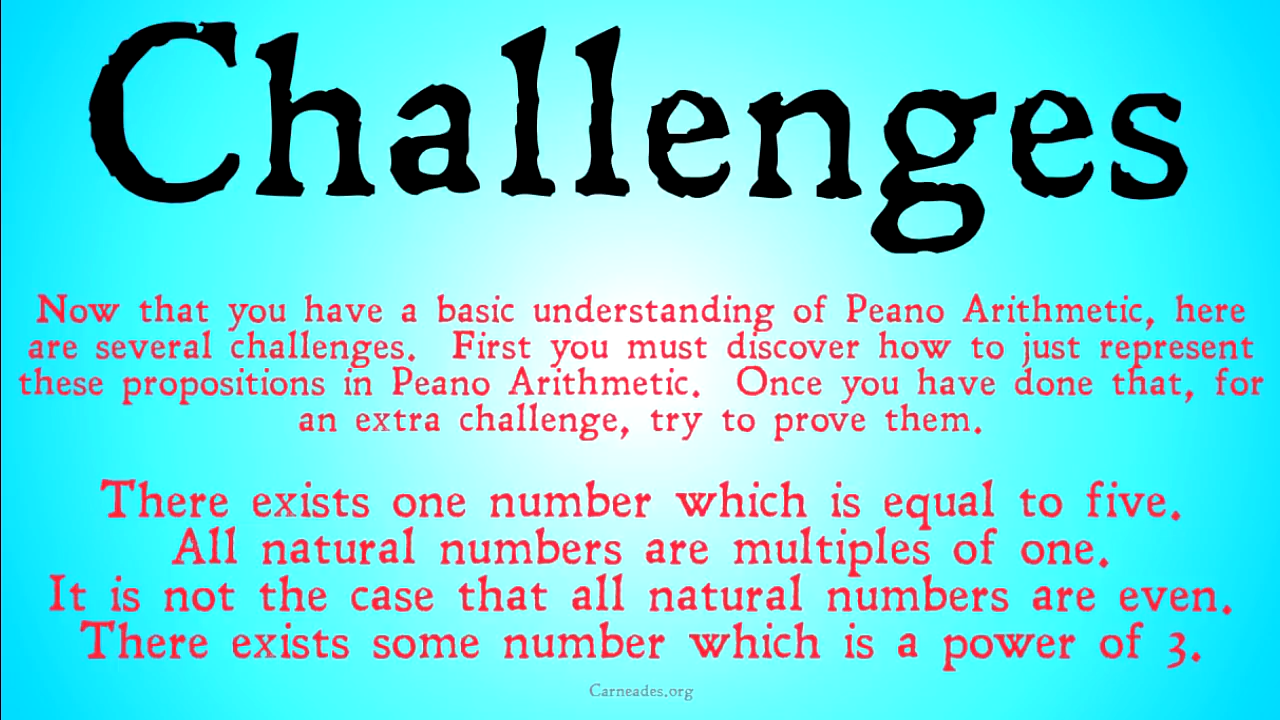 Challenges
Now that you have a basic understanding of Peano Arithmetic, here
are several challenges. First you must discover how to just represent
these propositions in Peano Arithmetic. Once you have done that, for
an extra challenge, try to prove them.
There exists one number which is equal to five.
All natural numbers are multiples of one.
It is not the case that all natural numbers are even.
There exists some number which is a power of 3.
Carneades.org